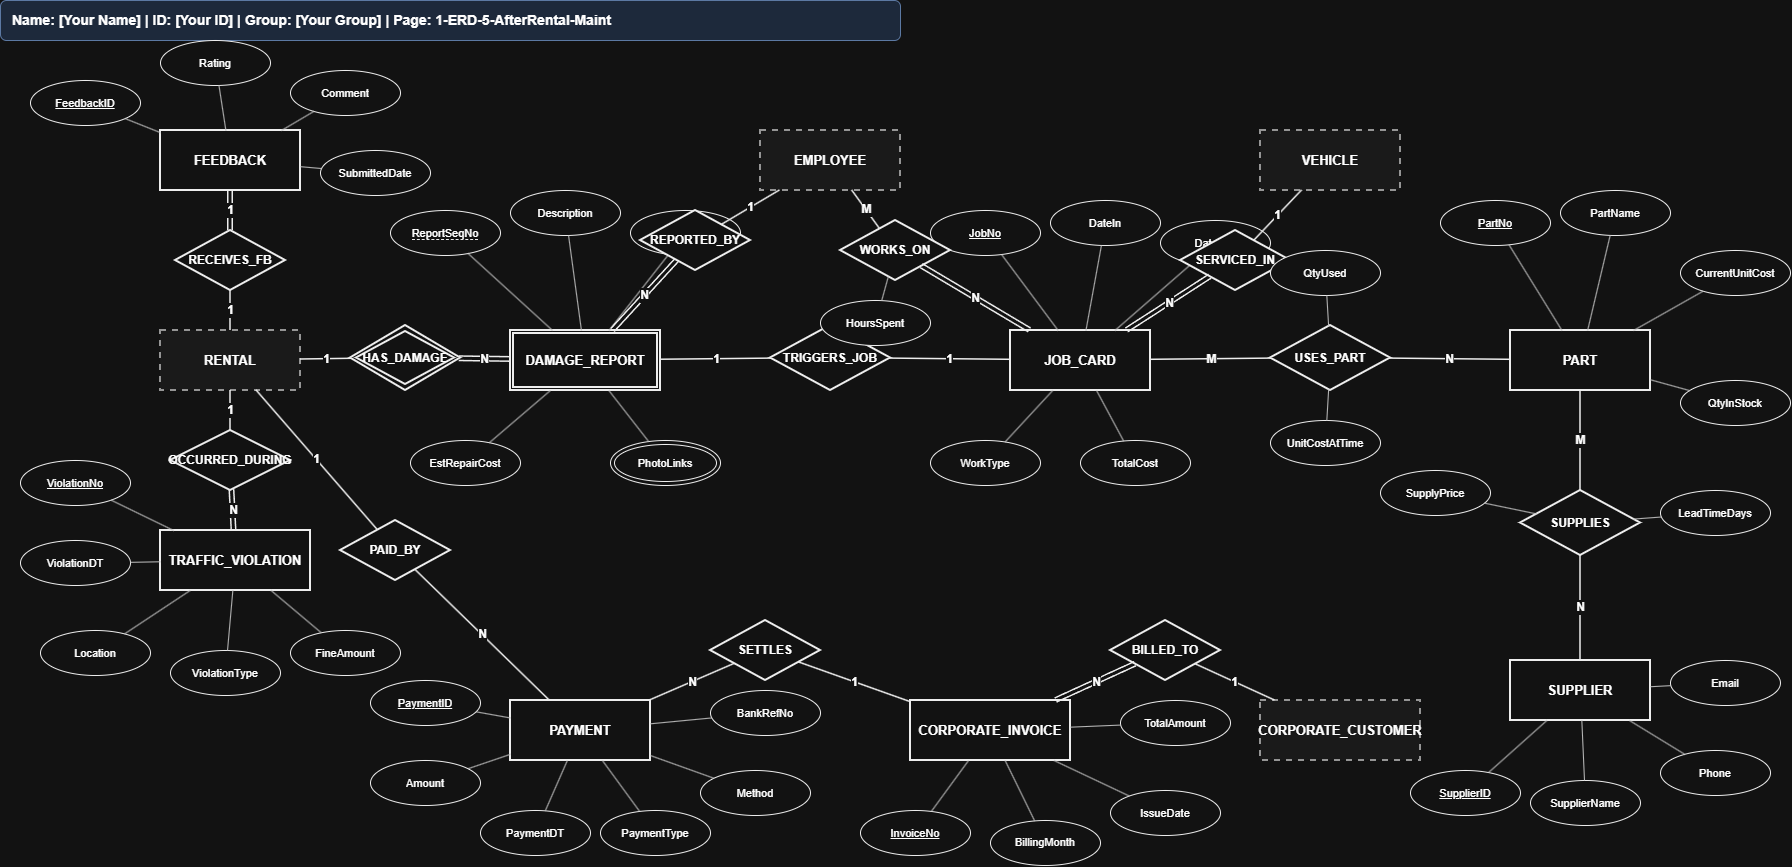 Name: [Your Name] | ID: [Your ID] | Group: [Your Group] | Page: 1-ERD-5-AfterRental-Maint
Rating
FeedbackID
Comment
FEEDBACK
SubmittedDate
1
RECEIVES_FB
1
EMPLOYEE
VEHICLE
1
M
1
ReportSeqNo
Description
REPORTED_BY
N
WORKS_ON
JobNo
DateIn
SERVICED_IN
N
N
QtyUsed
PartNo
PartName
CurrentUnitCost
HoursSpent
RENTAL
1
HAS_DAMAGE
N
DAMAGE_REPORT
1
TRIGGERS_JOB
1
JOB_CARD
M
USES_PART
N
PART
QtyInStock
1
OCCURRED_DURING
N
1
EstRepairCost
PhotoLinks
WorkType
TotalCost
UnitCostAtTime
M
ViolationNo
ViolationDT
TRAFFIC_VIOLATION
PAID_BY
SupplyPrice
SUPPLIES
LeadTimeDays
Location
ViolationType
FineAmount
N
N
SETTLES
N
1
BILLED_TO
N
1
PaymentID
BankRefNo
PAYMENT
CORPORATE_INVOICE
TotalAmount
CORPORATE_CUSTOMER
SUPPLIER
Email
Amount
Method
PaymentDT
PaymentType
InvoiceNo
BillingMonth
IssueDate
SupplierID
SupplierName
Phone